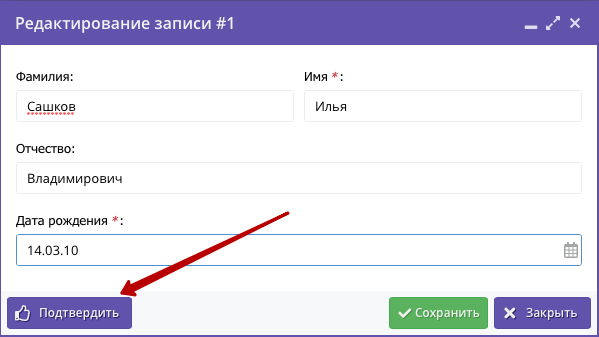 Редактирование записи #1
Фамилия: Имя * :
Сашков Илья
Отчество:
Владимирович
Дата рождения * :
14.03.10
Подтвердить Сохранить Закрыть